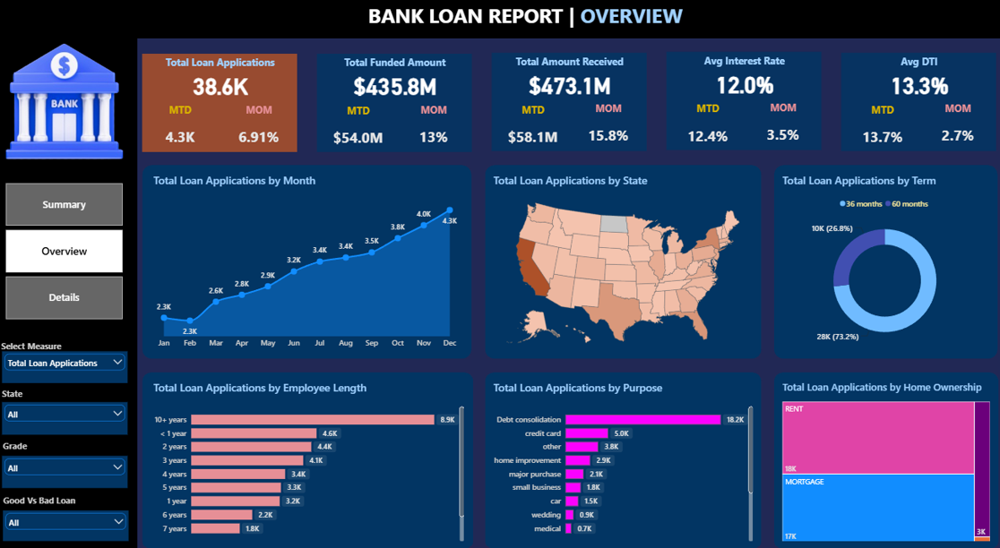 BANK LOAN REPORT | OVERVIEW
$
BANK
Summary
Overview
Details
Select Measure
Total Loan Applications
State
All
Grade
All
Good Vs Bad Loan
All
Total Loan Applications
38.6K
MTD MOM
4.3K 6.91%
Total Funded Amount
$435.8M
MTD MOM
$54.0M 13%
Total Amount Received
$473.1M
MTD MOM
$58.1M 15.8%
Avg Interest Rate
12.0%
MTD MOM
12.4% 3.5%
Avg DTI
13.3%
MTD MOM
13.7% 2.7%
Total Loan Applications by Month
2.3K 2.3K 2.6K 2.8K 2.9K 3.2K 3.4K 3.4K 3.5K 3.8K 4.0K 4.3K
Jan Feb Mar Apr May Jun Jul Aug Sep Oct Nov Dec
Total Loan Applications by State
Total Loan Applications by Term
36 months 60 months
10K (26.8%)
28K (73.2%)
Total Loan Applications by Employee Length
10+ years 8.9K
< 1 year 4.6K
2 years 4.4K
3 years 4.1K
4 years 3.4K
5 years 3.3K
1 year 3.2K
6 years 2.2K
7 years 1.8K
Total Loan Applications by Purpose
Debt consolidation 18.2K
credit card 5.0K
other 3.8K
home improvement 2.9K
major purchase 2.1K
small business 1.8K
car 1.5K
wedding 0.9K
medical 0.7K
Total Loan Applications by Home Ownership
RENT
18K
MORTGAGE
17K
3K